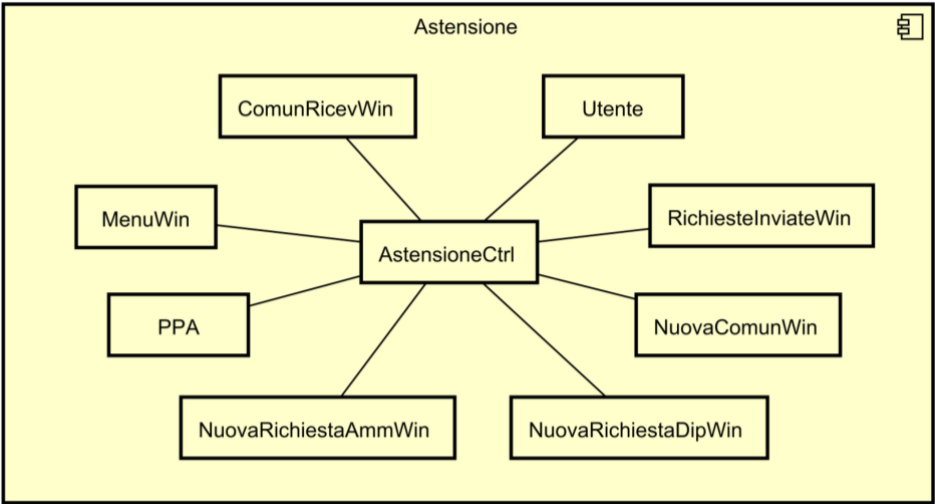 Astensione
ComunRicevWin
Utente
MenuWin
RichiesteInviateWin
AstensioneCtrl
PPA
NuovaComunWin
NuovaRichiestaAmmWin
NuovaRichiestaDipWin